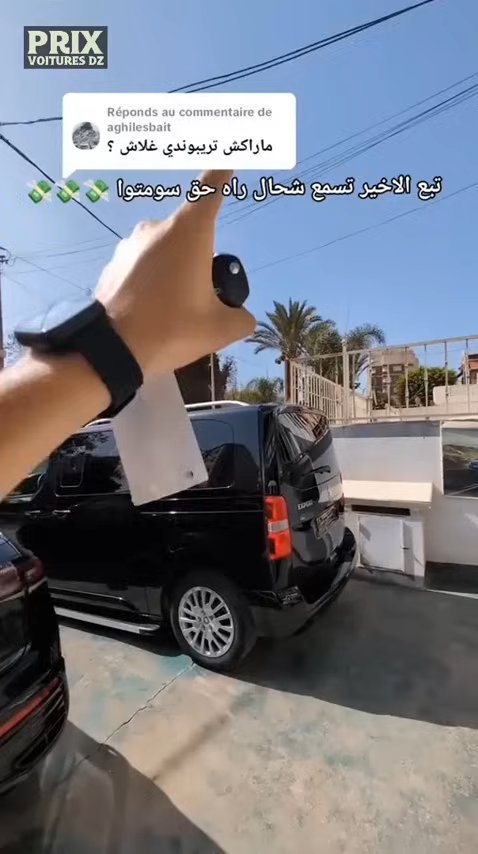 PRIX
VOITURES DZ
Réponds au commentaire de
aghilesbait
ماراكش تريبوندي غلاش ؟
تبع الاخير تسمع شحال راه حق سومتوا